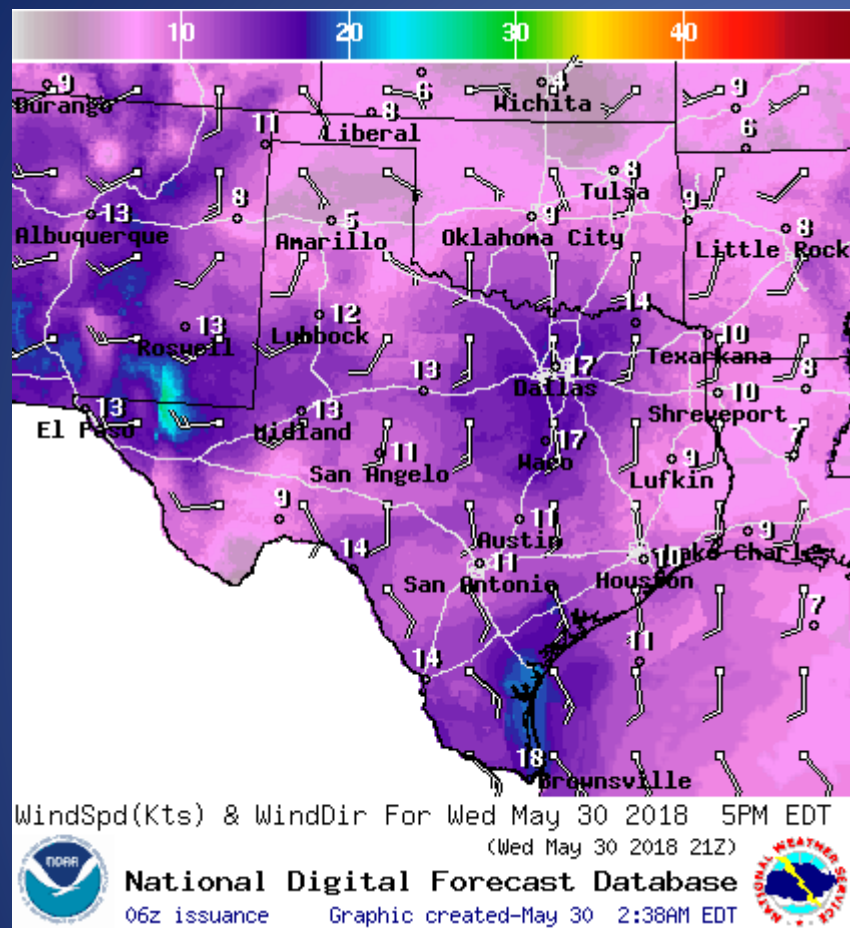 10 20 30 40
9 6 4 9
Durango Wichita
8
Liberal
11 6
8
Tulsa
13 8 5 9 9 8
Albuquerque Amarillo Oklahoma City Little Rock
13 12 14
Roswell Lubbock 10
Texarkana
17
Dallas
13 8
13 13 10
El Paso Midland Shreveport
17 7
11 Waco 9
San Angelo Lufkin
9 11 9
Austin Lake Charles
14 11 10
San Antonio Houston
7
11
14
18
Brownsville
WindSpd(Kts) & WindDir For Wed May 30 2018 5PM EDT
(Wed May 30 2018 21Z)
NOAA
National Digital Forecast Database
06z issuance Graphic created-May 30 2:38AM EDT
NATIONAL WEATHER SERVICE